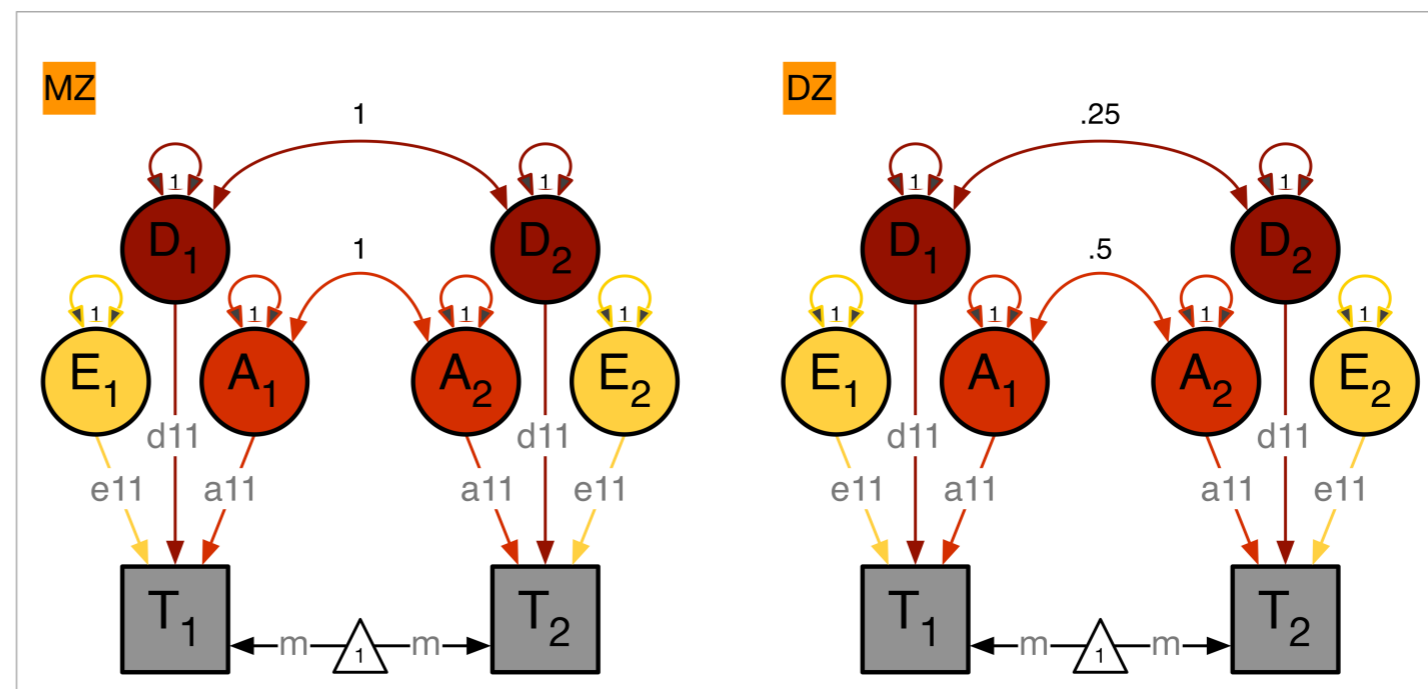 MZ
DZ
1
.25
1 1 1 1
D1 D2 D1 D2
1
.5
1 1 1 1 1 1 1 1
E1 A1 A2 E2 E1 A1 A2 E2
d11 d11 d11 d11
e11 a11 a11 e11 e11 a11 a11 e11
T1 T2 T1 T2
m 1 m m 1 m